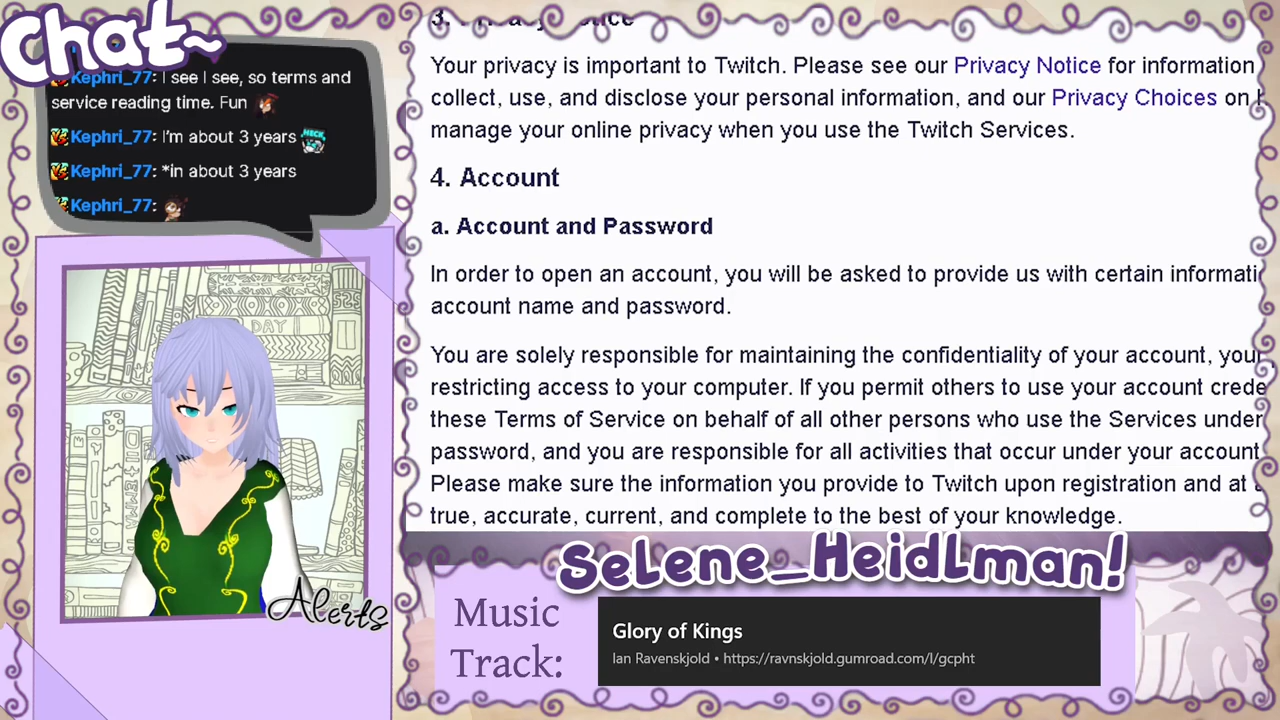 Chat~
Kephri_77: I see I see, so terms and
service reading time. Fun
Kephri_77: I'm about 3 years
Kephri_77: *in about 3 years
Kephri_77:
DAY
Alerts
Your privacy is important to Twitch. Please see our Privacy Notice for information
collect, use, and disclose your personal information, and our Privacy Choices on
manage your online privacy when you use the Twitch Services.
4. Account
a. Account and Password
In order to open an account, you will be asked to provide us with certain informati
account name and password.
You are solely responsible for maintaining the confidentiality of your account, your
restricting access to your computer. If you permit others to use your account crede
these Terms of Service on behalf of all other persons who use the Services under
password, and you are responsible for all activities that occur under your account
Please make sure the information you provide to Twitch upon registration and at
true, accurate, current, and complete to the best of your knowledge.
Selene_Heidlman!
Music
Track:
Glory of Kings
Ian Ravenskjold • https://ravnskjold.gumroad.com/l/gcpht